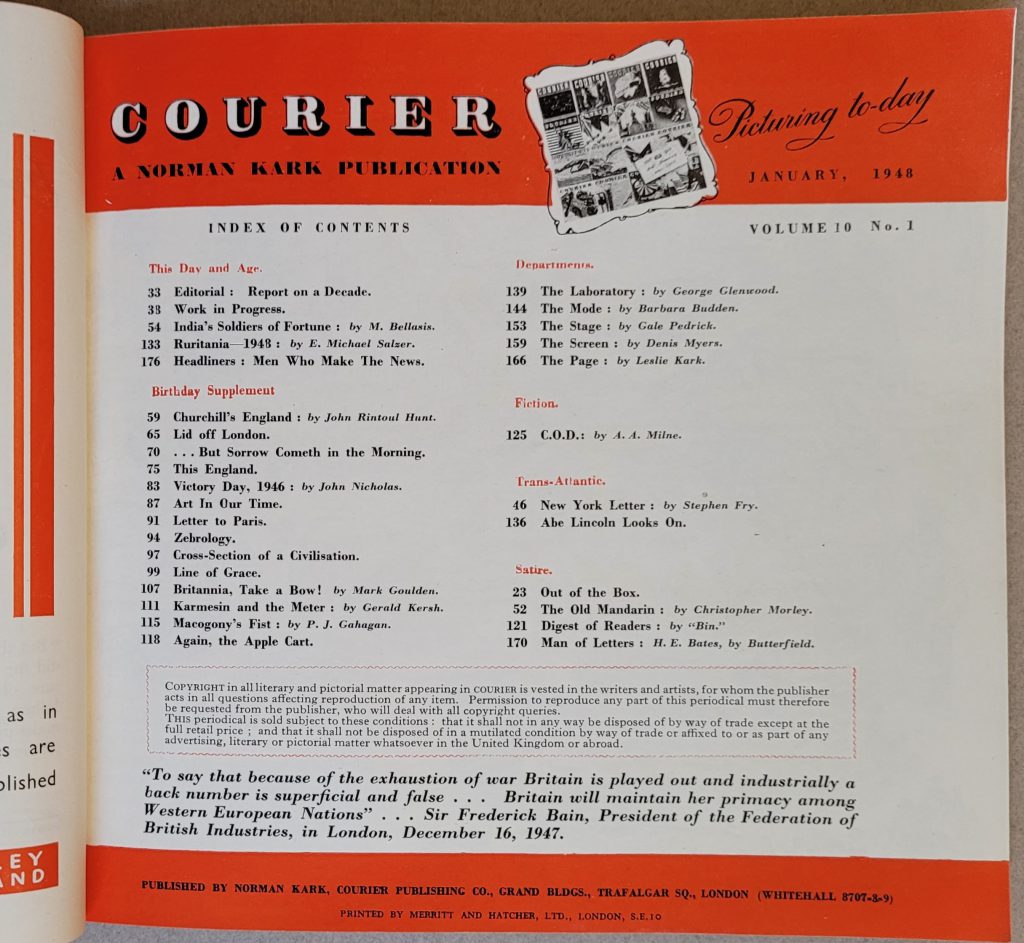 as in
es are
blished
LEY
AND
COURIER
A NORMAN KARK PUBLICATION
Picturing to-day
JANUARY, 1948
INDEX OF CONTENTS
VOLUME 10 No. 1
This Day and Age.
33 Editorial : Report on a Decade.
38 Work in Progress.
54 India's Soldiers of Fortune : by M. Bellasis.
133 Ruritania—1948 : by E. Michael Salzer.
176 Headliners : Men Who Make The News.
Birthday Supplement
59 Churchill's England : by John Rintoul Hunt.
65 Lid off London.
70 . . . But Sorrow Cometh in the Morning.
75 This England.
83 Victory Day, 1946 : by John Nicholas.
87 Art In Our Time.
91 Letter to Paris.
94 Zebrology.
97 Cross-Section of a Civilisation.
99 Line of Grace.
107 Britannia, Take a Bow! by Mark Goulden.
111 Karmesin and the Meter : by Gerald Kersh.
115 Macogony's Fist : by P. J. Gahagan.
118 Again, the Apple Cart.
Departments.
139 The Laboratory : by George Glenwood.
144 The Mode : by Barbara Budden.
153 The Stage : by Gale Pedrick.
159 The Screen : by Denis Myers.
166 The Page : by Leslie Kark.
Fiction.
125 C.O.D.: by A. A. Milne.
Trans-Atlantic.
46 New York Letter : by Stephen Fry.
136 Abe Lincoln Looks On.
Satire.
23 Out of the Box.
52 The Old Mandarin : by Christopher Morley.
121 Digest of Readers : by "Bin."
170 Man of Letters : H. E. Bates, by Butterfield.
COPYRIGHT in all literary and pictorial matter appearing in COURIER is vested in the writers and artists, for whom the publisher
acts in all questions affecting reproduction of any item. Permission to reproduce any part of this periodical must therefore
be requested from the publisher, who will deal with all copyright queries.
THIS periodical is sold subject to these conditions : that it shall not in any way be disposed of by way of trade except at the
full retail price ; and that it shall not be disposed of in a mutilated condition by way of trade or affixed to or as part of any
advertising, literary or pictorial matter whatsoever in the United Kingdom or abroad.
"To say that because of the exhaustion of war Britain is played out and industrially a
back number is superficial and false . . . Britain will maintain her primacy among
Western European Nations" . . . Sir Frederick Bain, President of the Federation of
British Industries, in London, December 16, 1947.
PUBLISHED BY NORMAN KARK, COURIER PUBLISHING CO., GRAND BLDGS., TRAFALGAR SQ., LONDON (WHITEHALL 8707-8-9)
PRINTED BY MERRITT AND HATCHER, LTD., LONDON, S.E.10